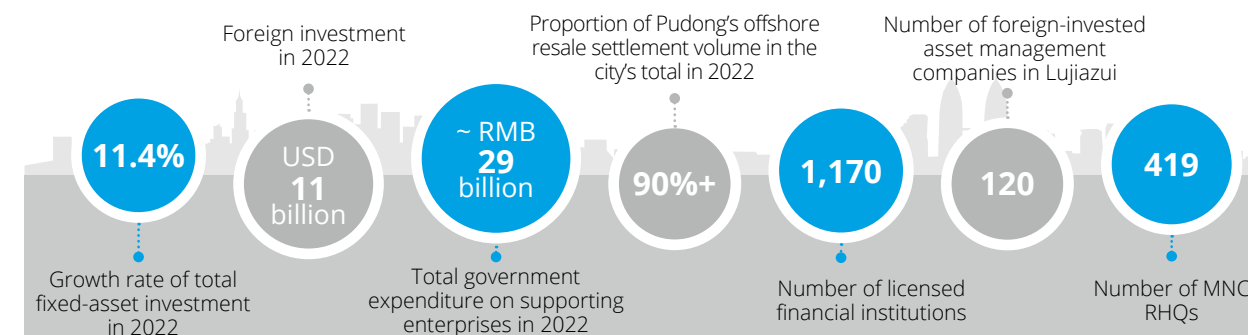 Foreign investment
in 2022
Proportion of Pudong's offshore
resale settlement volume in the
city's total in 2022
Number of foreign-invested
asset management
companies in Lujiazui
11.4%
USD
11
billion
~ RMB
29
billion
90%+
1,170
120
419
Growth rate of total
fixed-asset investment
in 2022
Total government
expenditure on supporting
enterprises in 2022
Number of licensed
financial institutions
Number of MNC
RHQs